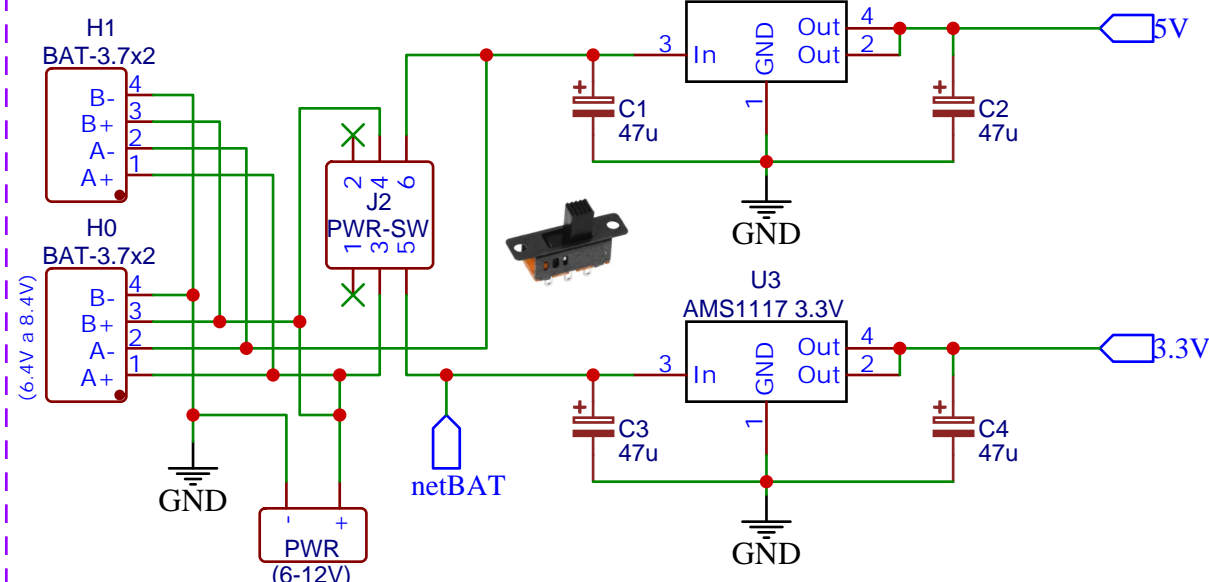 H1
BAT-3.7x2
B- 4
B+ 3
A- 2
A+ 1
H0
BAT-3.7x2
(6.4V a 8.4V)
B- 4
B+ 3
A- 2
A+ 1
GND
2 4 6
J2
PWR-SW
1 3 5
- +
PWR
(6-12V)
netBAT
3 In
GND
1
Out 4
Out 2
5V
+
C1
47u
+
C2
47u
GND
U3
AMS1117 3.3V
3 In
GND
1
Out 4
Out 2
3.3V
+
C3
47u
+
C4
47u
GND